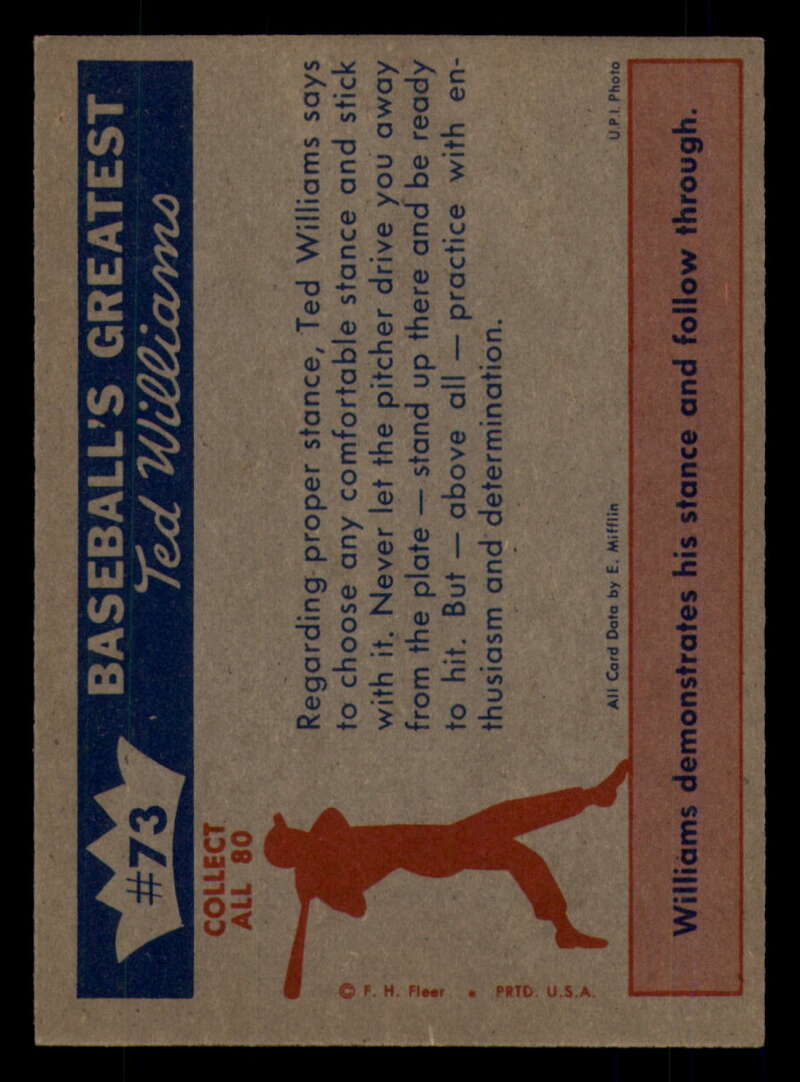 #73
BASEBALL'S GREATEST
Ted Williams
COLLECT
ALL 80
Regarding proper stance, Ted Williams says
to choose any comfortable stance and stick
with it. Never let the pitcher drive you away
from the plate — stand up there and be ready
to hit. But — above all — practice with en-
thusiasm and determination.
© F. H. Fleer • PRTD. U.S.A.
All Card Data by E. Mifflin
U.P.I. Photo
Williams demonstrates his stance and follow through.